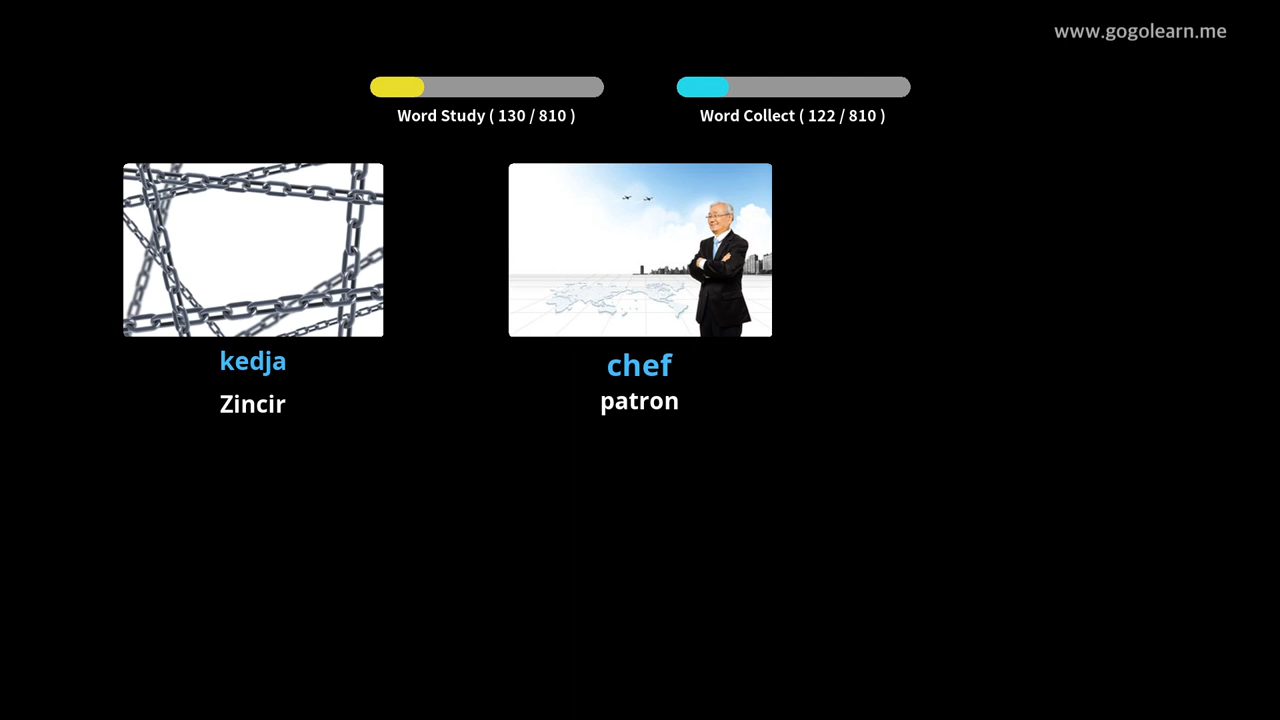 www.gogolearn.me
Word Study ( 130 / 810 )
Word Collect ( 122 / 810 )
kedja
Zincir
chef
patron